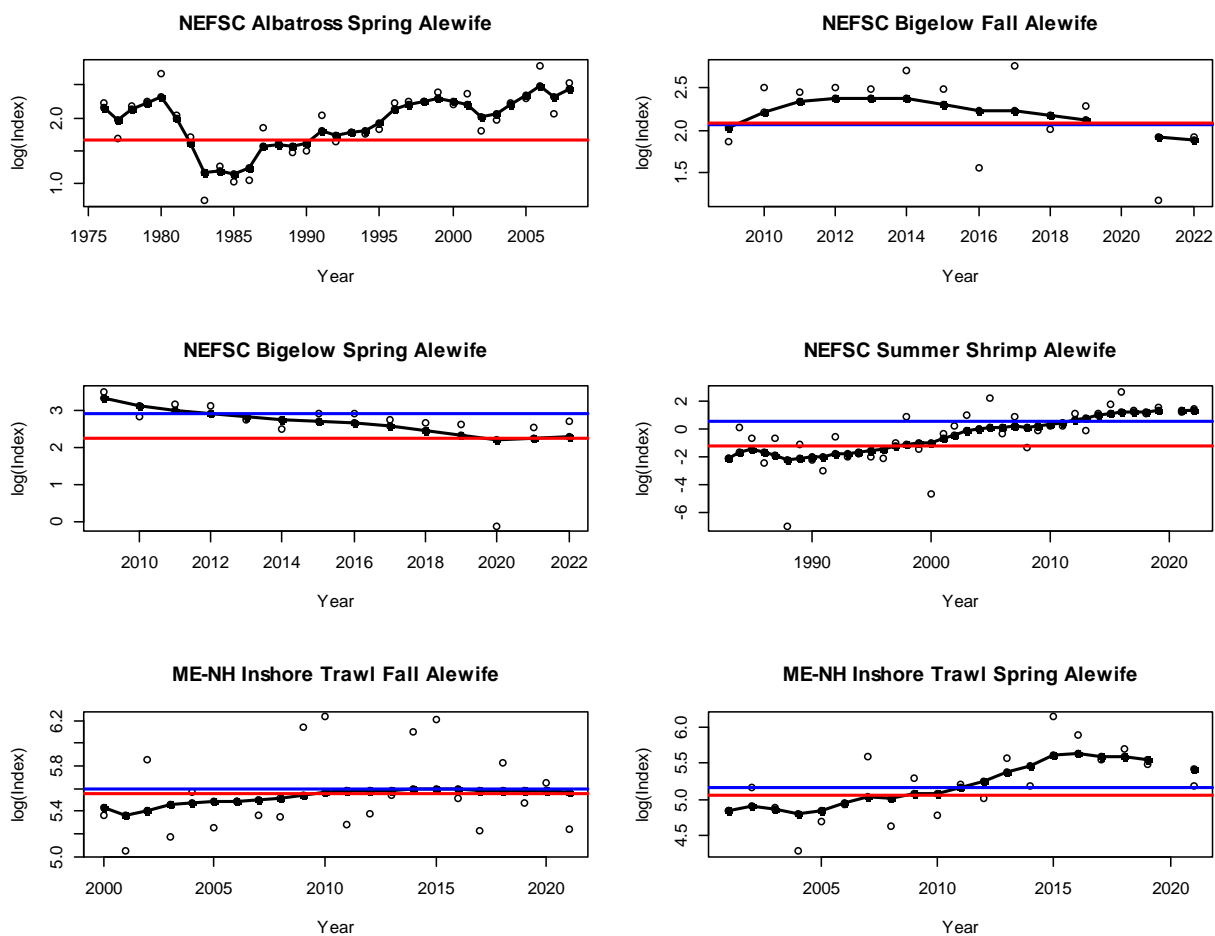 NEFSC Albatross Spring Alewife
log(Index)
2.0
1.0
1975 1980 1985 1990 1995 2000 2005
Year
NEFSC Bigelow Fall Alewife
log(Index)
2.5
2.0
1.5
2010 2012 2014 2016 2018 2020 2022
Year
NEFSC Bigelow Spring Alewife
log(Index)
3
2
1
0
2010 2012 2014 2016 2018 2020 2022
Year
NEFSC Summer Shrimp Alewife
log(Index)
2
0
-2
-4
-6
1990 2000 2010 2020
Year
ME-NH Inshore Trawl Fall Alewife
log(Index)
6.2
5.8
5.4
5.0
2000 2005 2010 2015 2020
Year
ME-NH Inshore Trawl Spring Alewife
log(Index)
6.0
5.5
5.0
4.5
2005 2010 2015 2020
Year